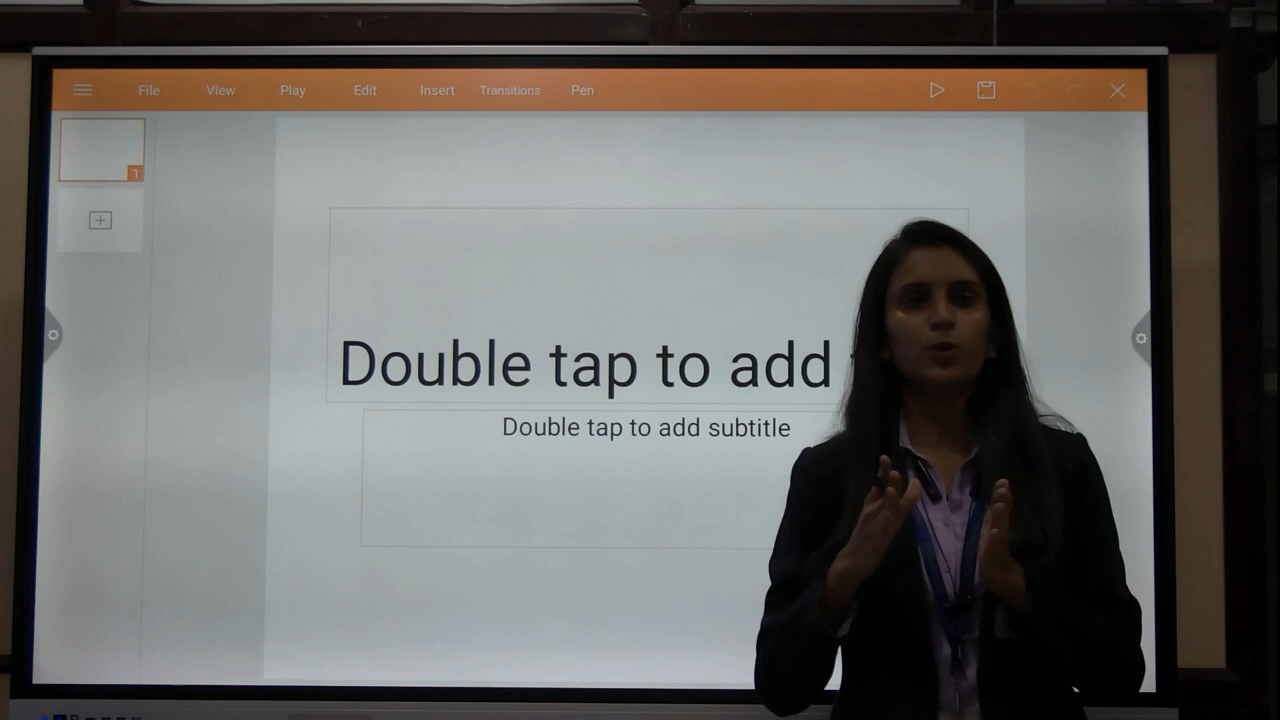 File View Play Edit Insert Transitions Pen
1
Double tap to add
Double tap to add subtitle